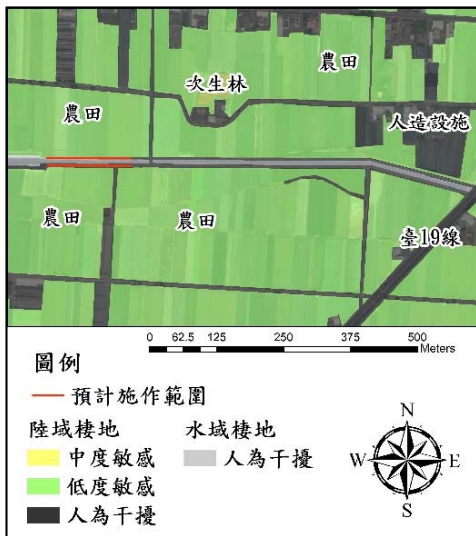 次生林
農田
農田
人造設施
農田
農田
臺19線
0 62.5 125 250 375 500
Meters
圖例
預計施作範圍
陸域棲地 水域棲地
中度敏感 人為干擾
低度敏感
人為干擾
N
W E
S